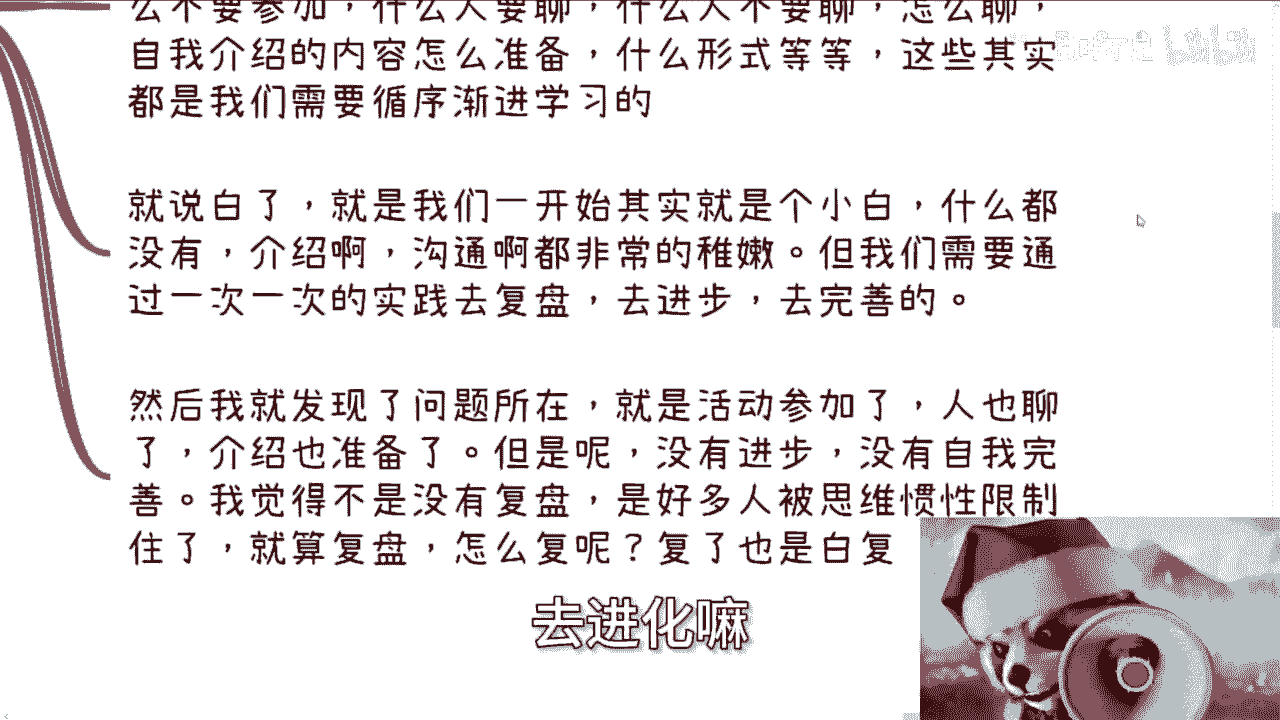 么不要参加，什么人要聊，什么人不要聊，怎么聊，
自我介绍的内容怎么准备，什么形式等等，这些其实
都是我们需要循序渐进学习的
就说白了，就是我们一开始其实就是个小白，什么都
没有，介绍啊，沟通啊都非常的稚嫩。但我们需要通
过一次一次的实践去复盘，去进步，去完善的。
然后我就发现了问题所在，就是活动参加了，人也聊
了，介绍也准备了。但是呢，没有进步，没有自我完
善。我觉得不是没有复盘，是好多人被思维惯性限制
住了，就算复盘，怎么复呢？复了也是白复
去进化嘛